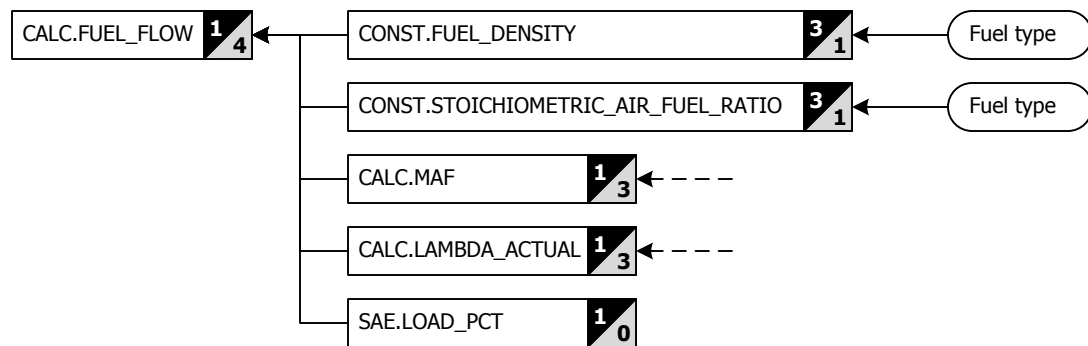 CALC.FUEL_FLOW 1 4
CONST.FUEL_DENSITY 3 1
Fuel type
CONST.STOICHIOMETRIC_AIR_FUEL_RATIO 3 1
Fuel type
CALC.MAF 1 3
CALC.LAMBDA_ACTUAL 1 3
SAE.LOAD_PCT 1 0